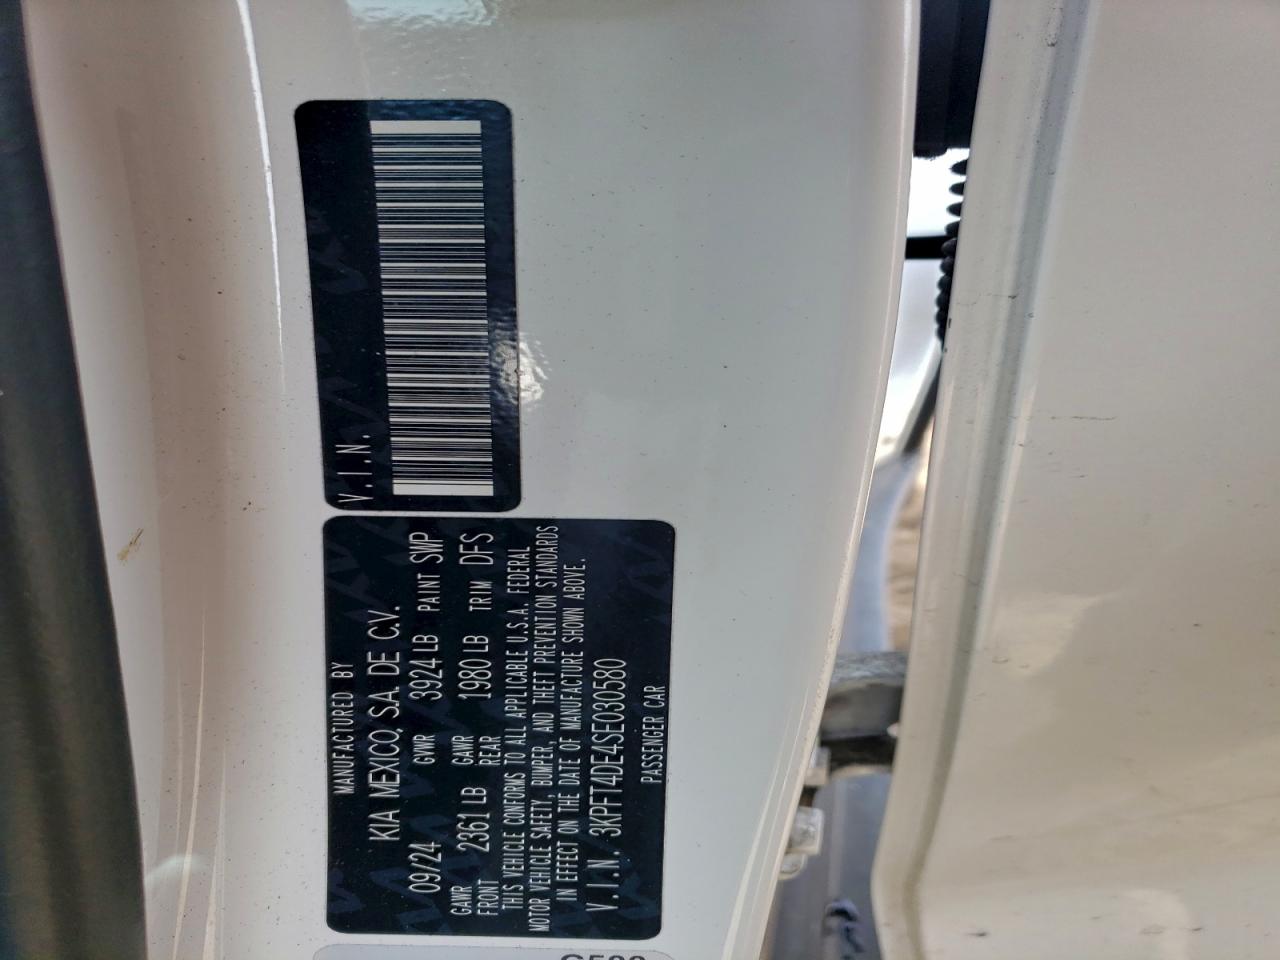 V.I.N.
MANUFACTURED BY
KIA MEXICO, S.A. DE C.V.
09/24 GVWR 3924 LB PAINT SWP
GAWR FRONT 2361 LB GAWR REAR 1980 LB TRIM DFS
THIS VEHICLE CONFORMS TO ALL APPLICABLE U.S.A. FEDERAL
MOTOR VEHICLE SAFETY, BUMPER, AND THEFT PREVENTION STANDARDS
IN EFFECT ON THE DATE OF MANUFACTURE SHOWN ABOVE.
V.I.N. 3KPFT4DE4SE030580
PASSENGER CAR